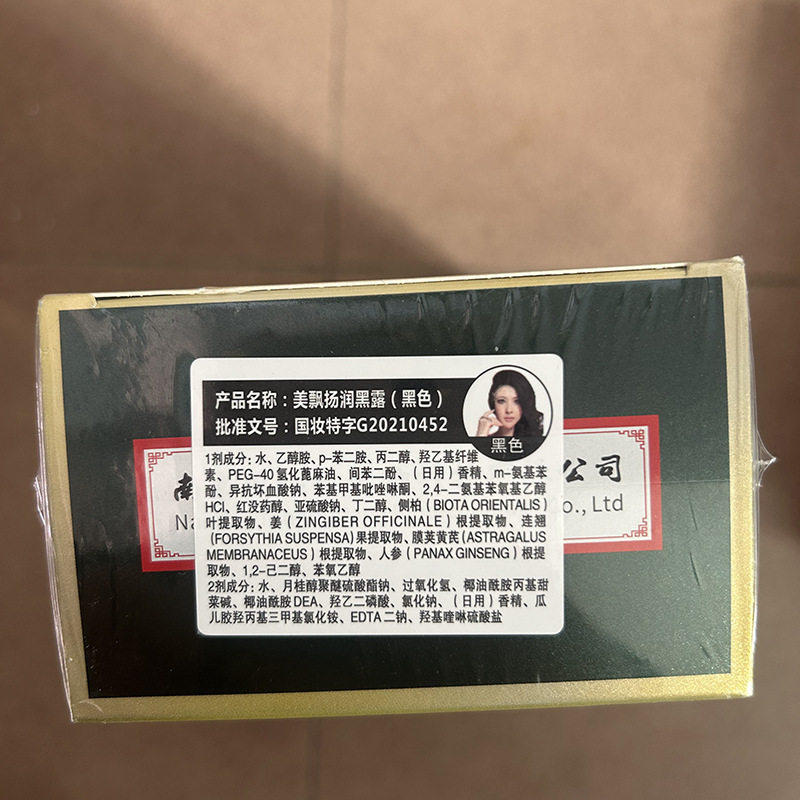 产品名称：美飘扬润黑露（黑色）
批准文号：国妆特字G20210452
黑色
1剂成分：水、乙醇胺、p-苯二胺、丙二醇、羟乙基纤维
素、PEG-40氢化蓖麻油、间苯二酚、（日用）香精、m-氨基苯
酚、异抗坏血酸钠、苯基甲基吡唑啉酮、2,4-二氨基苯氧基乙醇
HCl、红没药醇、亚硫酸钠、丁二醇、侧柏（BIOTA ORIENTALIS）
叶提取物、姜（ZINGIBER OFFICINALE）根提取物、连翘
(FORSYTHIA SUSPENSA)果提取物、膜荚黄芪(ASTRAGALUS
MEMBRANACEUS）根提取物、人参（PANAX GINSENG）根提
取物、1,2-己二醇、苯氧乙醇
2剂成分：水、月桂醇聚醚硫酸酯钠、过氧化氢、椰油酰胺丙基甜
菜碱、椰油酰胺DEA、羟乙二磷酸、氯化钠、（日用）香精、瓜
儿胶羟丙基三甲基氯化铵、EDTA二钠、羟基喹啉硫酸盐
南
公司
Na
Co., Ltd